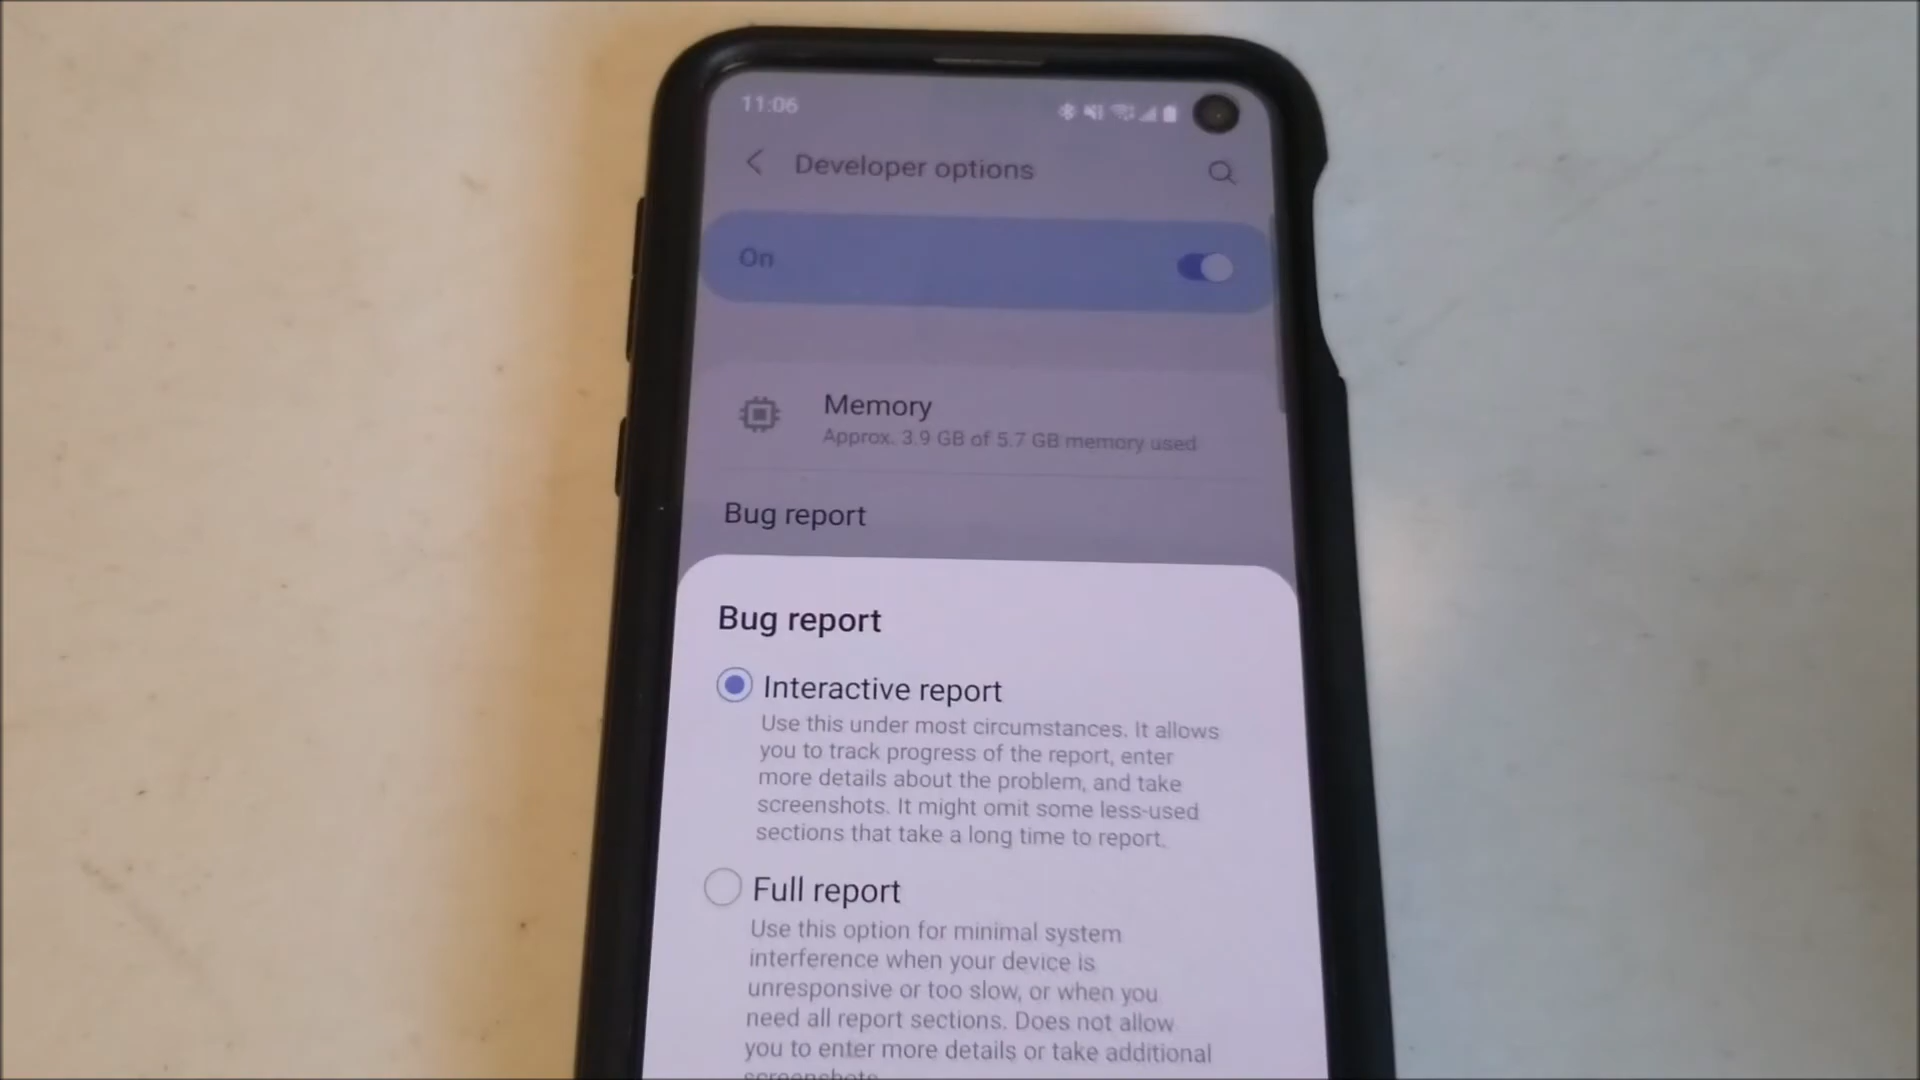 11:06
Developer options
On
Memory
Approx. 3.9 GB of 5.7 GB memory used
Bug report
Bug report
Interactive report
Use this under most circumstances. It allows
you to track progress of the report, enter
more details about the problem, and take
screenshots. It might omit some less-used
sections that take a long time to report.
Full report
Use this option for minimal system
interference when your device is
unresponsive or too slow, or when you
need all report sections. Does not allow
you to enter more details or take additional
screenshots